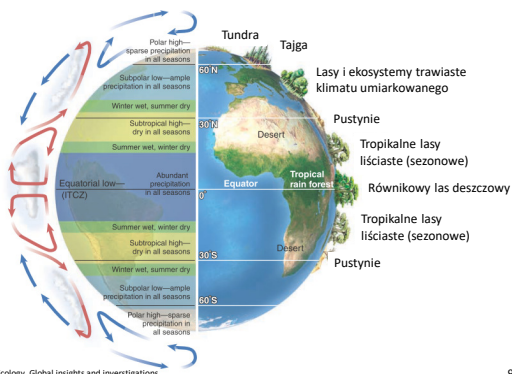 Polar high—
sparse precipitation
in all seasons
60 N
Subpolar low—ample
precipitation in all seasons
Winter wet, summer dry
30 N
Subtropical high—
dry in all seasons
Summer wet, winter dry
Equatorial low—
(ITCZ)
Abundant
precipitation
in all seasons
0
Summer wet, winter dry
Subtropical high—
dry in all seasons
30 S
Winter wet, summer dry
Subpolar low—ample
precipitation in all seasons
60 S
Polar high—sparse
precipitation in
all seasons
Desert
Equator
Tropical
rain forest
Desert
Tundra
Tajga
Lasy i ekosystemy trawiaste
klimatu umiarkowanego
Pustynie
Tropikalne lasy
liściaste (sezonowe)
Równikowy las deszczowy
Tropikalne lasy
liściaste (sezonowe)
Pustynie
Global insights and inverstigations